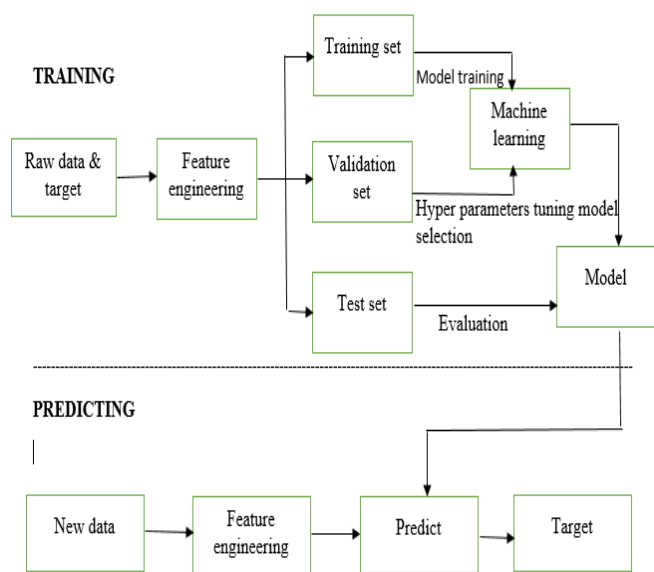 TRAINING
Raw data &
target
Feature
engineering
Training set
Model training
Machine
learning
Validation
set
Hyper parameters tuning model
selection
Test set
Evaluation
Model
PREDICTING
New data
Feature
engineering
Predict
Target